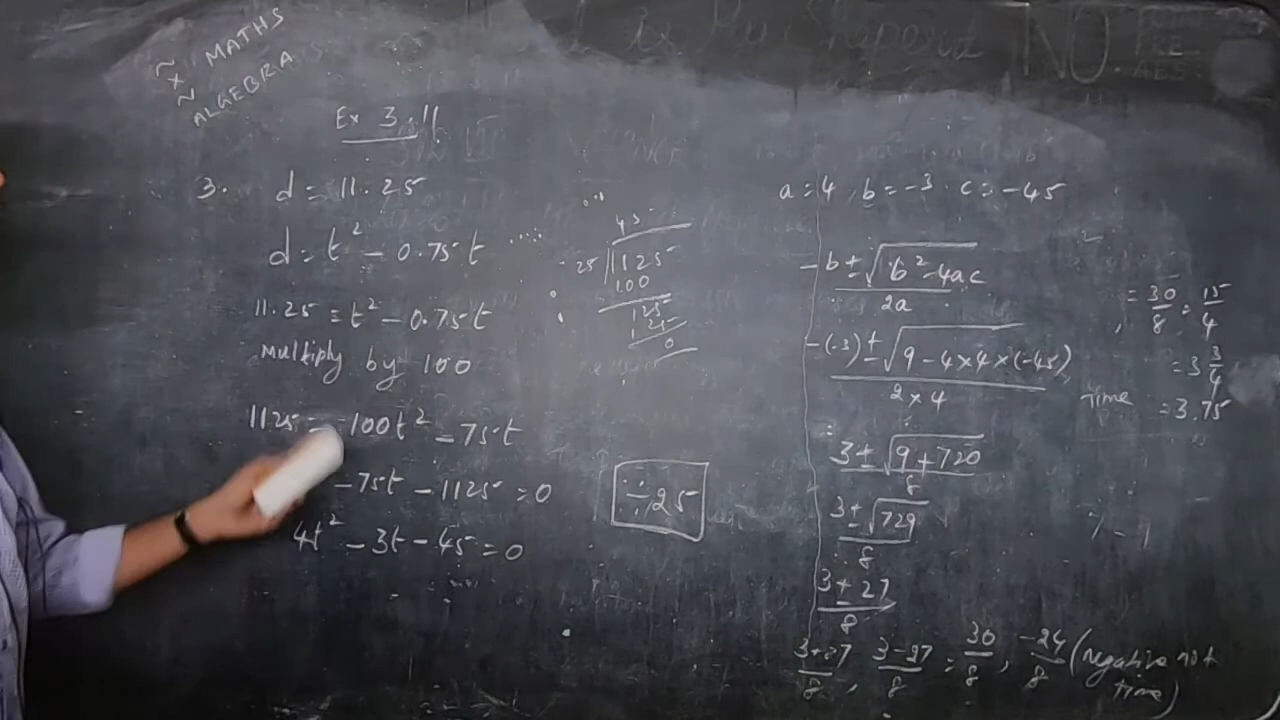 X MATHS
ALGEBRA
Ex 3.11
3. d = 11.25
d = t² - 0.75t
11.25 = t² - 0.75t
Multiply by 100
1125 = 100t² - 75t
- 75t - 1125 = 0
4t² - 3t - 45 = 0
45
25 1125
100
125
125
0
÷25
a = 4, b = -3. c = -45
-b ± √b² - 4ac
2a
-(-3) ± √9 - 4×4×(-45)
2×4
3 ± √9 + 720
8
3 ± √729
8
3 ± 27
8
3+27/8, 3-27/8 = 30/8, -24/8 (negative not
time)
= 30/8 = 15/4
= 3 3/4
Time = 3.75
NO.